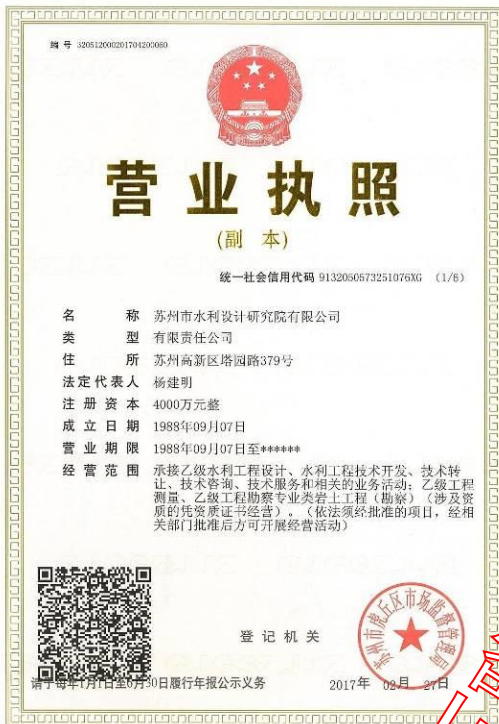 编 号 320512000201704200060
营业执照
(副 本)
统一社会信用代码 9132050573251076XG (1/6)
名 称 苏州市水利设计研究院有限公司
类 型 有限责任公司
住 所 苏州高新区塔园路379号
法定代表人 杨建明
注册资本 4000万元整
成立日期 1988年09月07日
营业期限 1988年09月07日至******
经营范围 承接乙级水利工程设计、水利工程技术开发、技术转
让、技术咨询、技术服务和相关的业务活动；乙级工程
测量、乙级工程勘察专业类岩土工程（勘察）（涉及资
质的凭资质证书经营）。（依法须经批准的项目，经相
关部门批准后方可开展经营活动）
登记机关
苏州市虎丘区市场监督管理局
请于每年1月1日至6月30日履行年报公示义务
2017年 02月 27日